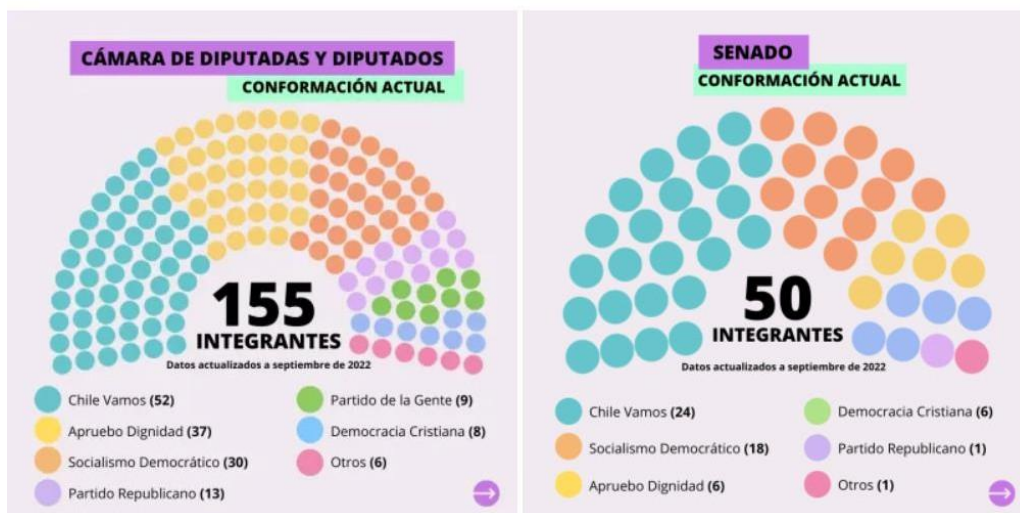 CÁMARA DE DIPUTADAS Y DIPUTADOS
CONFORMACIÓN ACTUAL
155
INTEGRANTES
Datos actualizados a septiembre de 2022
Chile Vamos (52)
Apruebo Dignidad (37)
Socialismo Democrático (30)
Partido Republicano (13)
Partido de la Gente (9)
Democracia Cristiana (8)
Otros (6)
SENADO
CONFORMACIÓN ACTUAL
50
INTEGRANTES
Datos actualizados a septiembre de 2022
Chile Vamos (24)
Socialismo Democrático (18)
Apruebo Dignidad (6)
Democracia Cristiana (6)
Partido Republicano (1)
Otros (1)